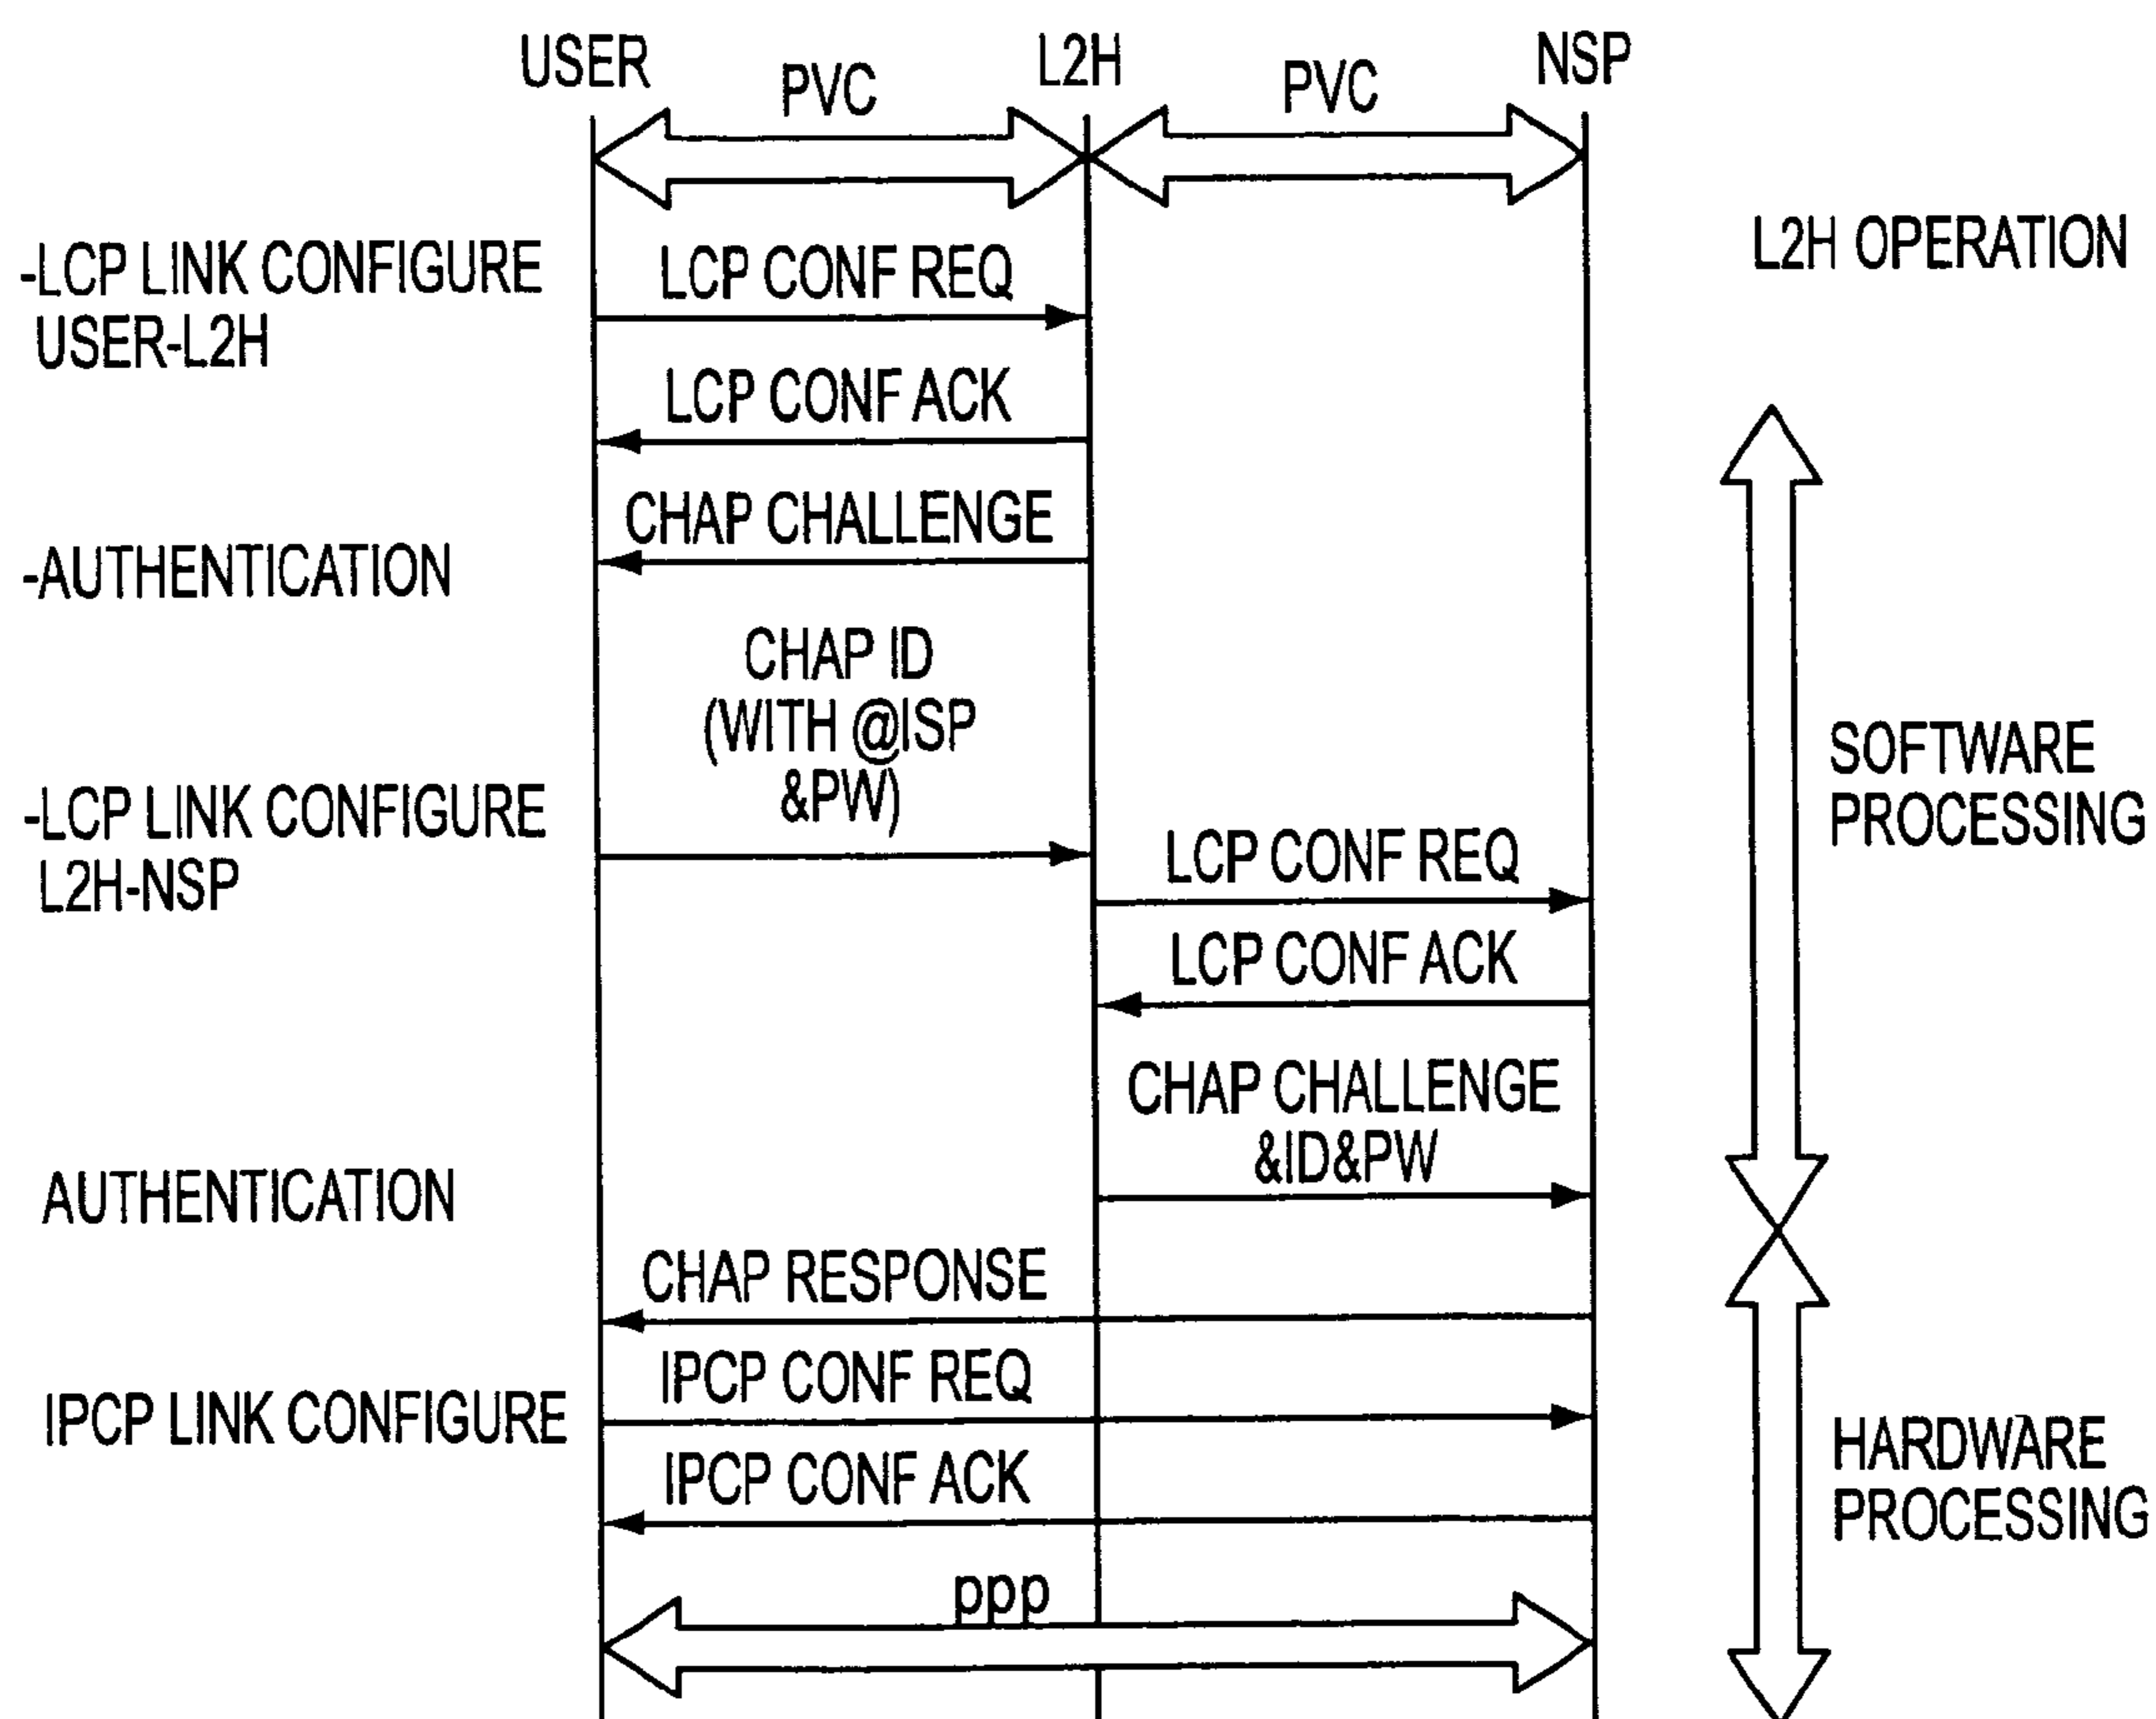 USER
PVC
L2H
PVC
NSP
L2H OPERATION
-LCP LINK CONFIGURE
USER-L2H
LCP CONF REQ
LCP CONF ACK
CHAP CHALLENGE
-AUTHENTICATION
CHAP ID
(WITH @ISP
&PW)
-LCP LINK CONFIGURE
L2H-NSP
LCP CONF REQ
LCP CONF ACK
SOFTWARE
PROCESSING
CHAP CHALLENGE
&ID&PW
AUTHENTICATION
CHAP RESPONSE
IPCP CONF REQ
IPCP LINK CONFIGURE
IPCP CONF ACK
HARDWARE
PROCESSING
ppp